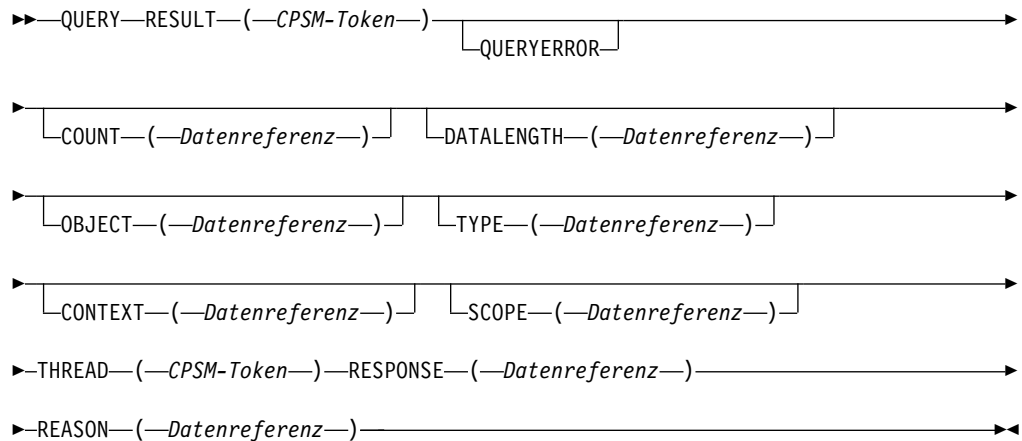 QUERY RESULT ( CPSM-Token )
QUERYERROR
COUNT ( Datenreferenz ) DATALENGTH ( Datenreferenz )
OBJECT ( Datenreferenz ) TYPE ( Datenreferenz )
CONTEXT ( Datenreferenz ) SCOPE ( Datenreferenz )
THREAD ( CPSM-Token ) RESPONSE ( Datenreferenz )
REASON ( Datenreferenz )